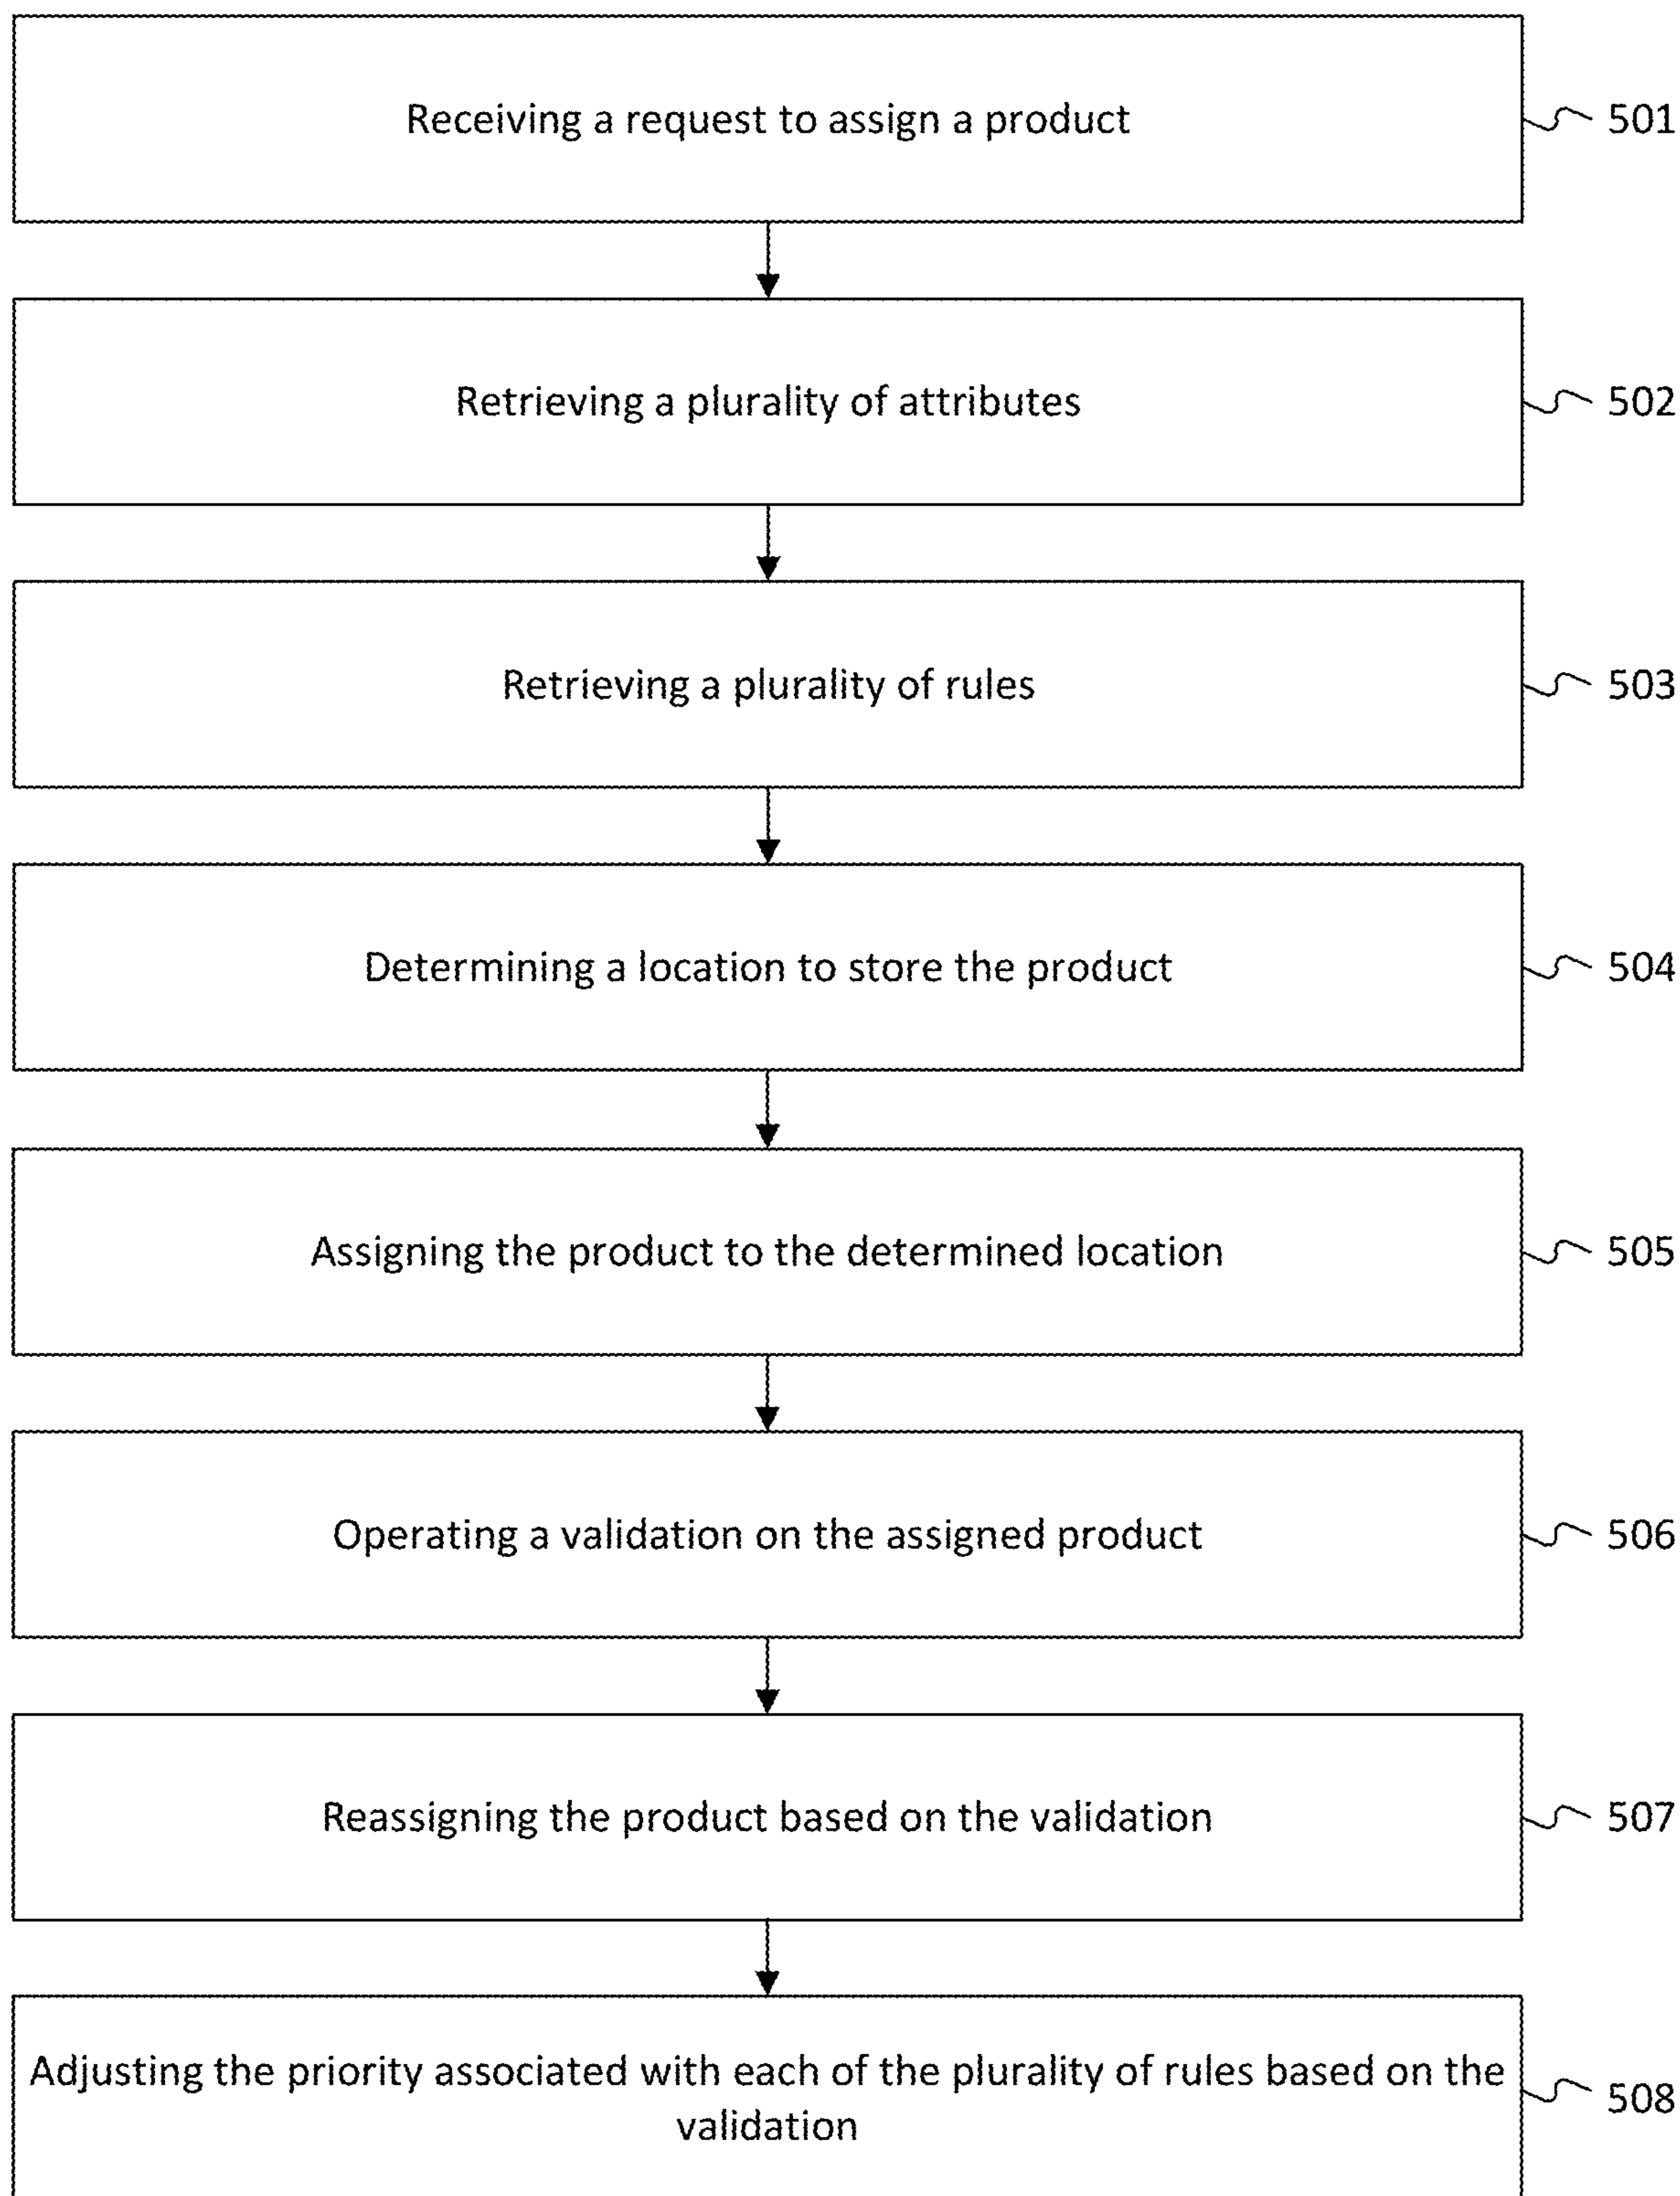 Receiving a request to assign a product
501
Retrieving a plurality of attributes
502
Retrieving a plurality of rules
503
Determining a location to store the product
504
Assigning the product to the determined location
505
Operating a validation on the assigned product
506
Reassigning the product based on the validation
507
Adjusting the priority associated with each of the plurality of rules based on the
validation
508